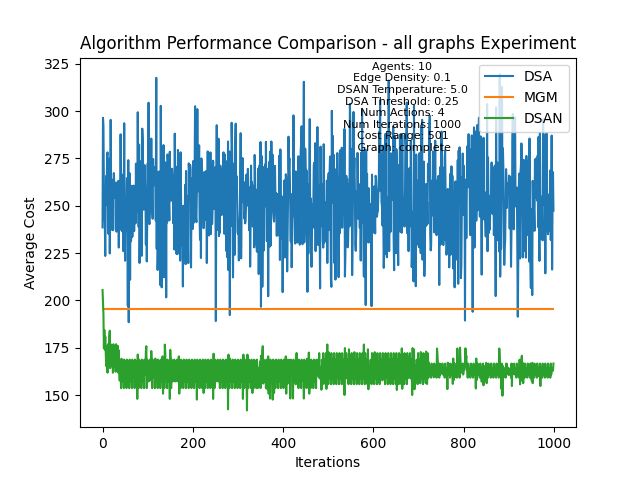 Algorithm Performance Comparison - all graphs Experiment
Agents: 10
Edge Density: 0.1
DSAN Temperature: 5.0
DSA Threshold: 0.25
Num Actions: 4
Num Iterations: 1000
Cost Range: 501
Graph: complete
DSA
MGM
DSAN
Average Cost
325
300
275
250
225
200
175
150
0
200
400
600
800
1000
Iterations